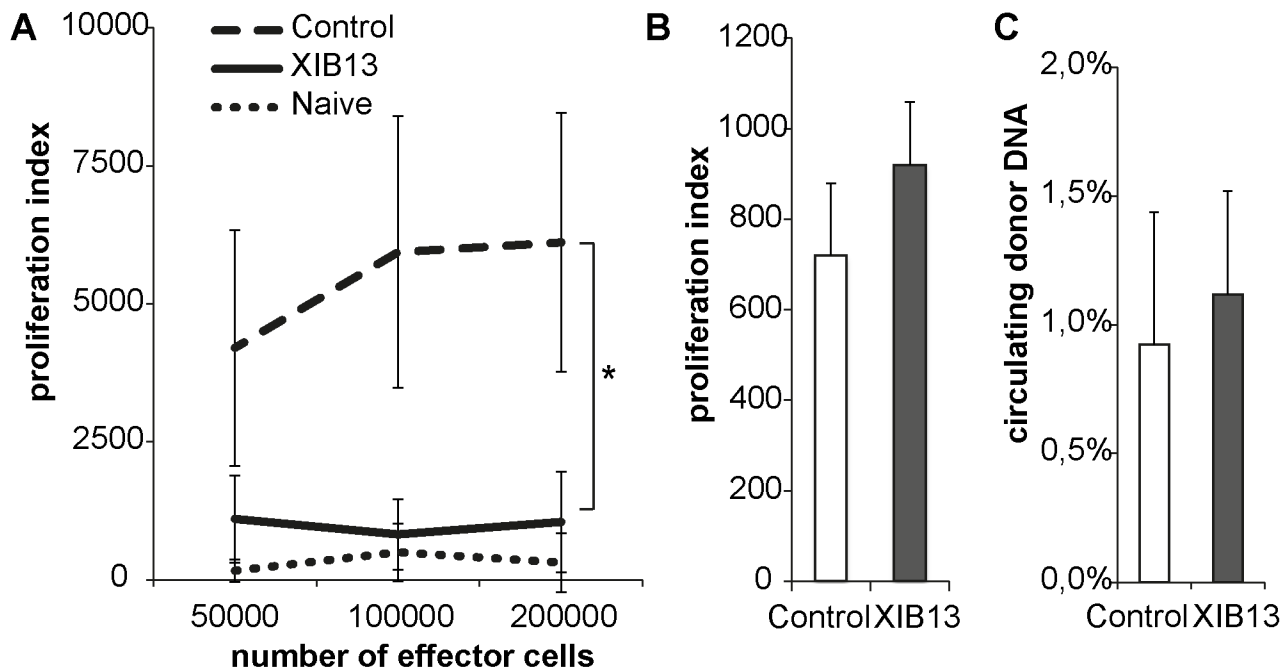 A
10000
7500
5000
2500
0
proliferation index
Control
XIB13
Naive
*
50000 100000 200000
number of effector cells
B
1200
1000
800
600
400
200
0
proliferation index
Control XIB13
C
2,0%
1,5%
1,0%
0,5%
0,0%
circulating donor DNA
Control XIB13